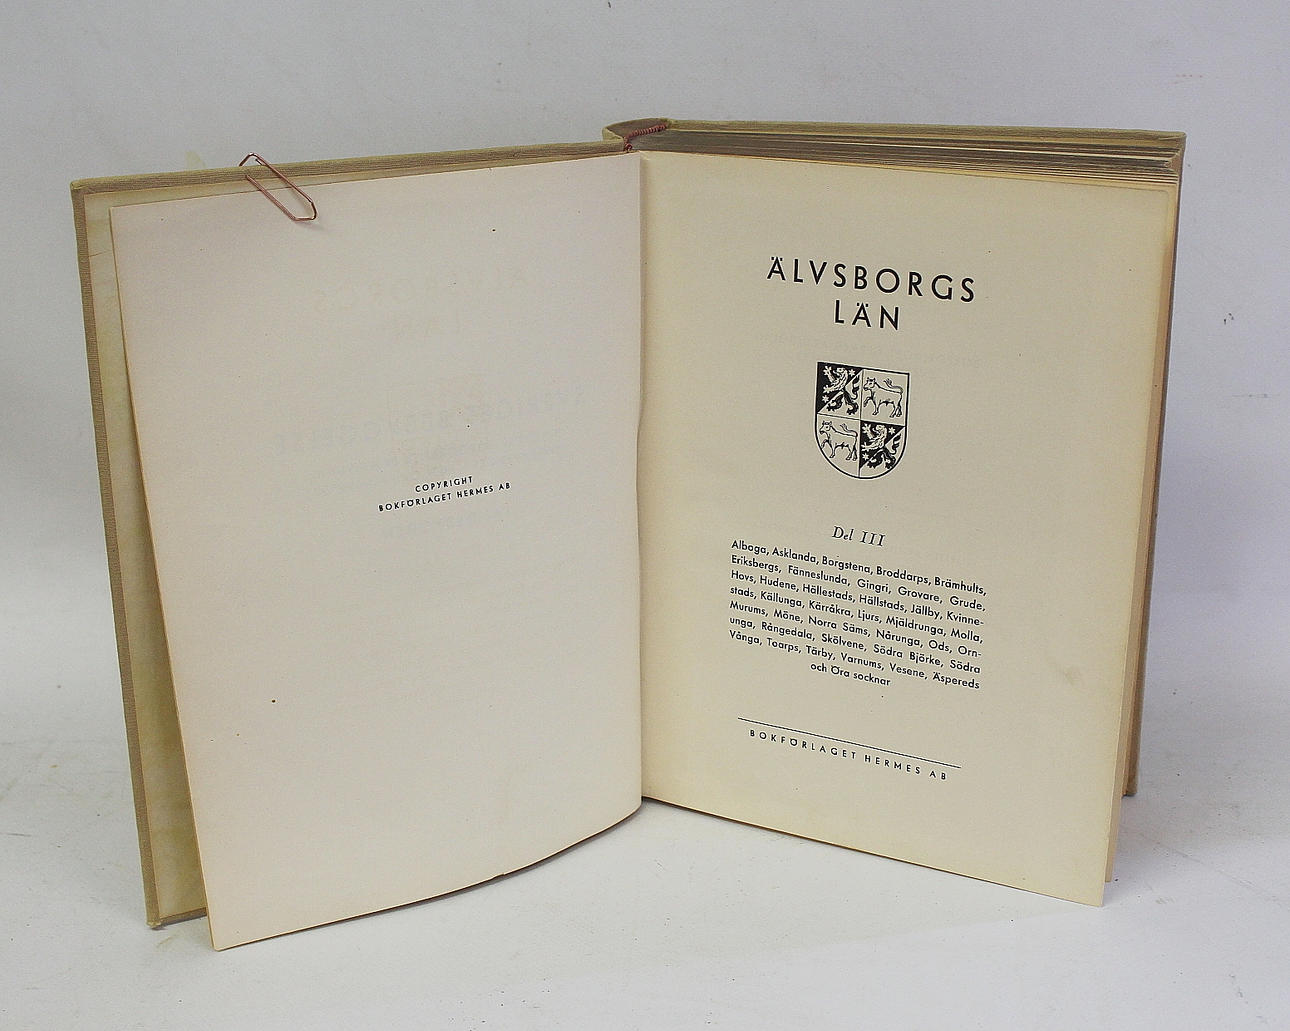 COPYRIGHT
BOKFÖRLAGET HERMES AB
ÄLVSBORGS
LÄN
Del III
Alboga, Asklanda, Borgstena, Broddarps, Brämhults,
Eriksbergs, Fänneslunda, Gingri, Grovare, Grude,
Hovs, Hudene, Hällestads, Hällstads, Jällby, Kvinne-
stads, Källunga, Kärråkra, Ljurs, Mjäldrunga, Molla,
Murums, Möne, Norra Säms, Nårunga, Ods, Orn-
unga, Rångedala, Skölvene, Södra Björke, Södra
Vånga, Toarps, Tärby, Varnums, Vesene, Äspereds
och Öra socknar
BOKFÖRLAGET HERMES AB